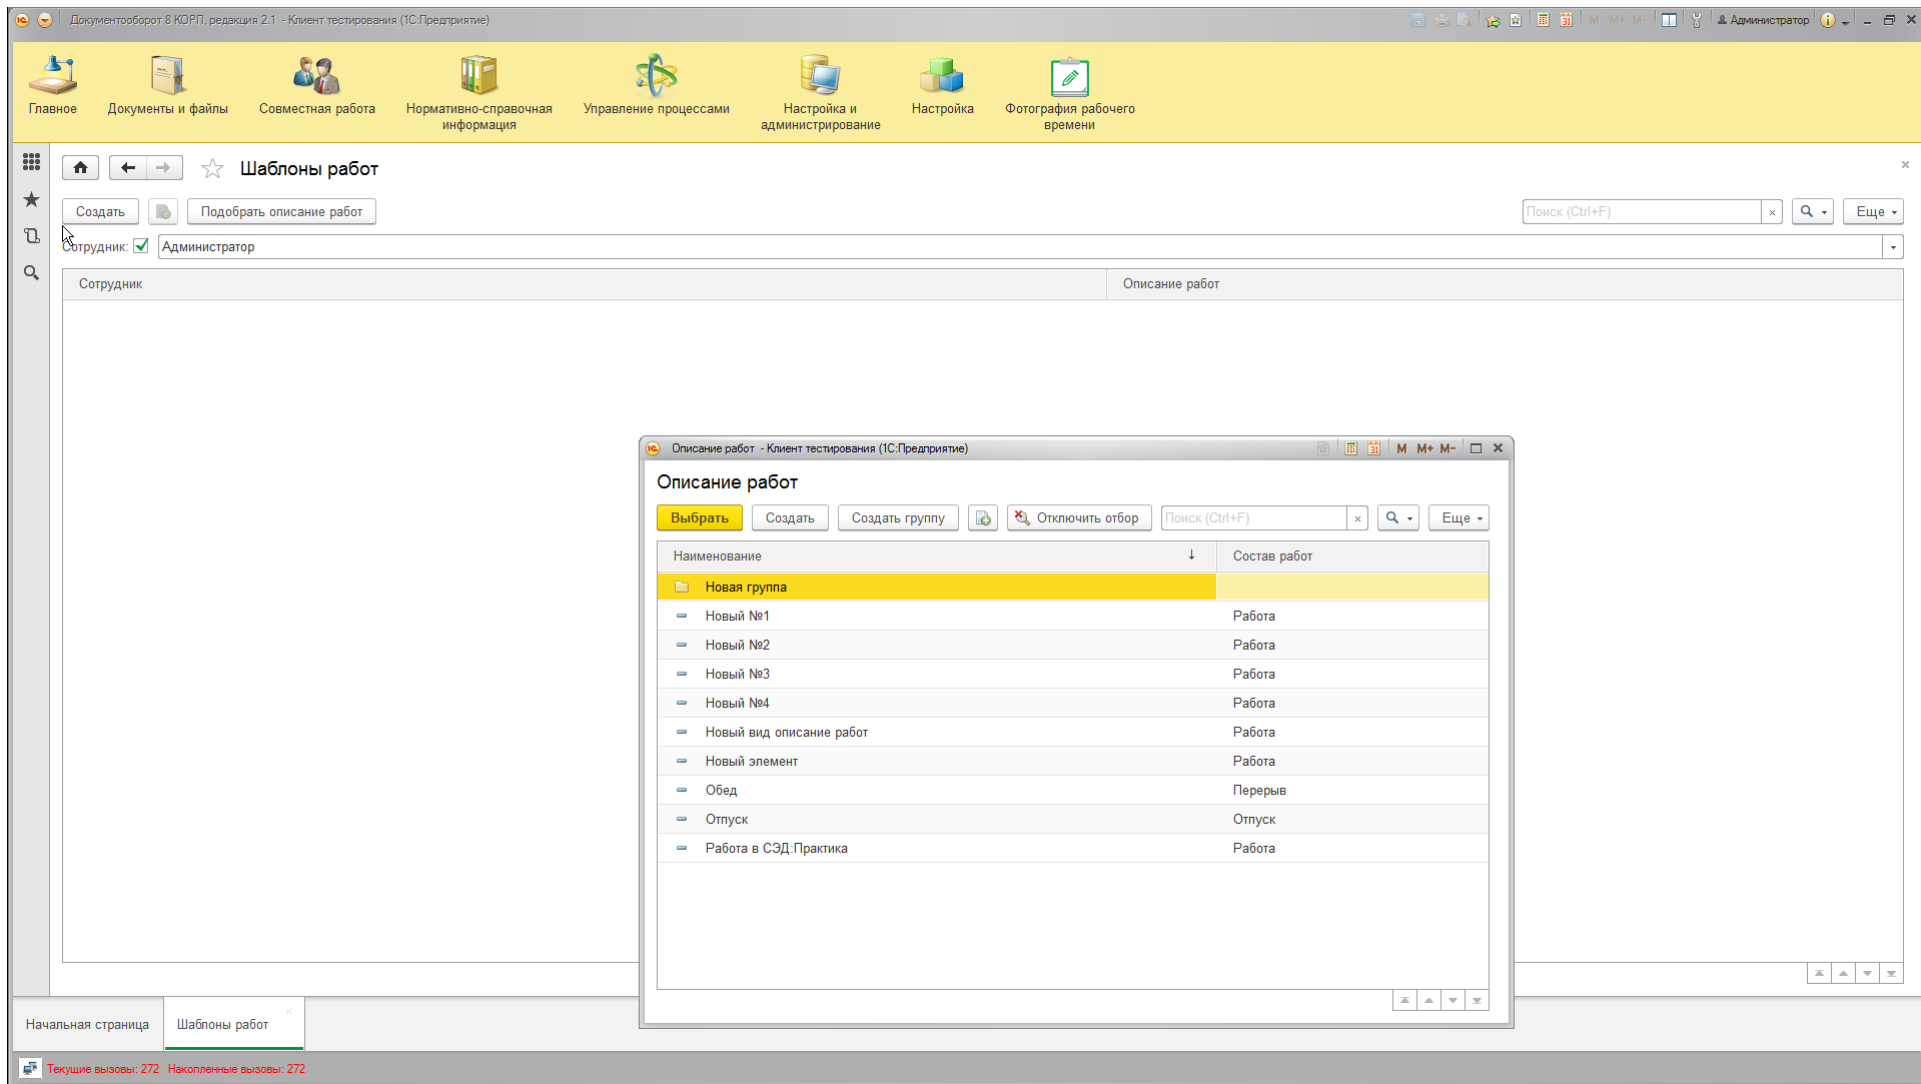 Документооборот 8 КОРП, редакция 2.1 - Клиент тестирования (1С:Предприятие)
M M+ M-
Администратор
Главное
Документы и файлы
Совместная работа
Нормативно-справочная
информация
Управление процессами
Настройка и
администрирование
Настройка
Фотография рабочего
времени
Шаблоны работ
Создать
Подобрать описание работ
Поиск (Ctrl+F)
Еще
Сотрудник:
Администратор
Сотрудник
Описание работ
Описание работ - Клиент тестирования (1С:Предприятие)
31 M M+ M-
Описание работ
Выбрать
Создать
Создать группу
Отключить отбор
Поиск (Ctrl+F)
Еще
Наименование
Состав работ
Новая группа
Новый №1 Работа
Новый №2 Работа
Новый №3 Работа
Новый №4 Работа
Новый вид описание работ Работа
Новый элемент Работа
Обед Перерыв
Отпуск Отпуск
Работа в СЭД:Практика Работа
Начальная страница
Шаблоны работ
Текущие вызовы: 272 Накопленные вызовы: 272